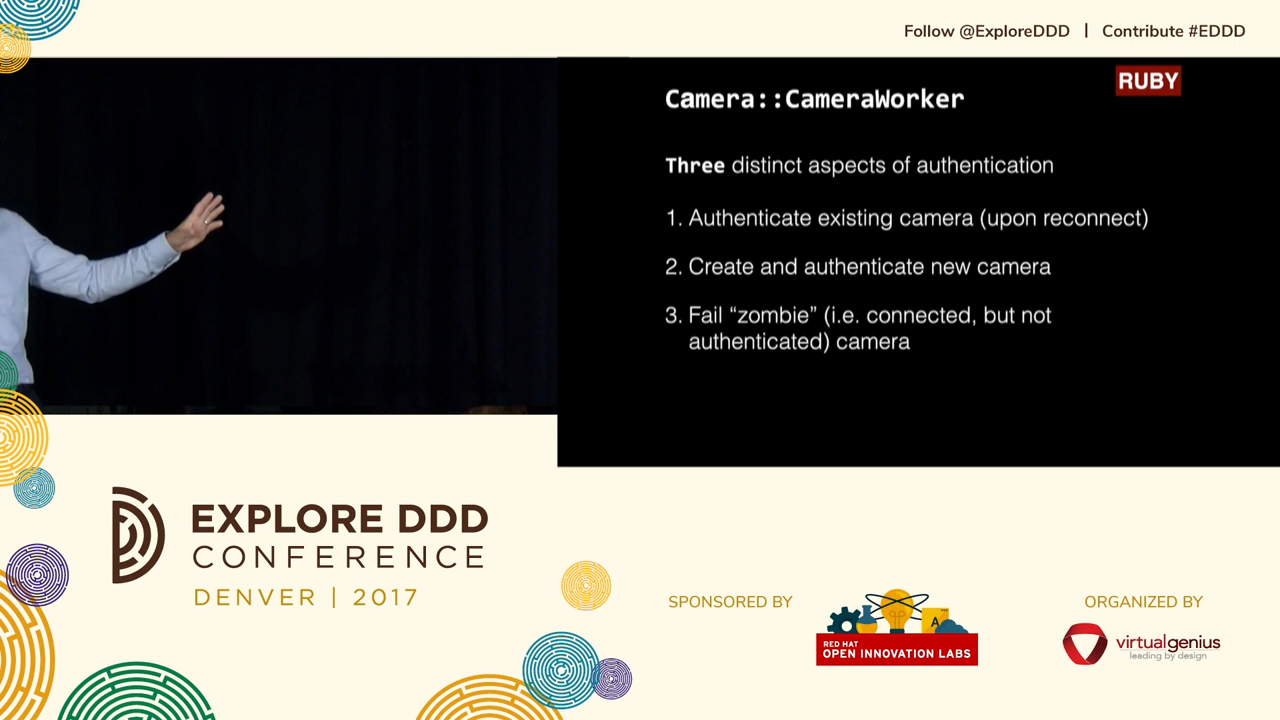 Follow @ExploreDDD | Contribute #EDDD
RUBY
Camera::CameraWorker
Three distinct aspects of authentication
1. Authenticate existing camera (upon reconnect)
2. Create and authenticate new camera
3. Fail “zombie” (i.e. connected, but not
authenticated) camera
EXPLORE DDD
CONFERENCE
DENVER | 2017
SPONSORED BY
A
RED HAT
OPEN INNOVATION LABS
ORGANIZED BY
virtualgenius
leading by design